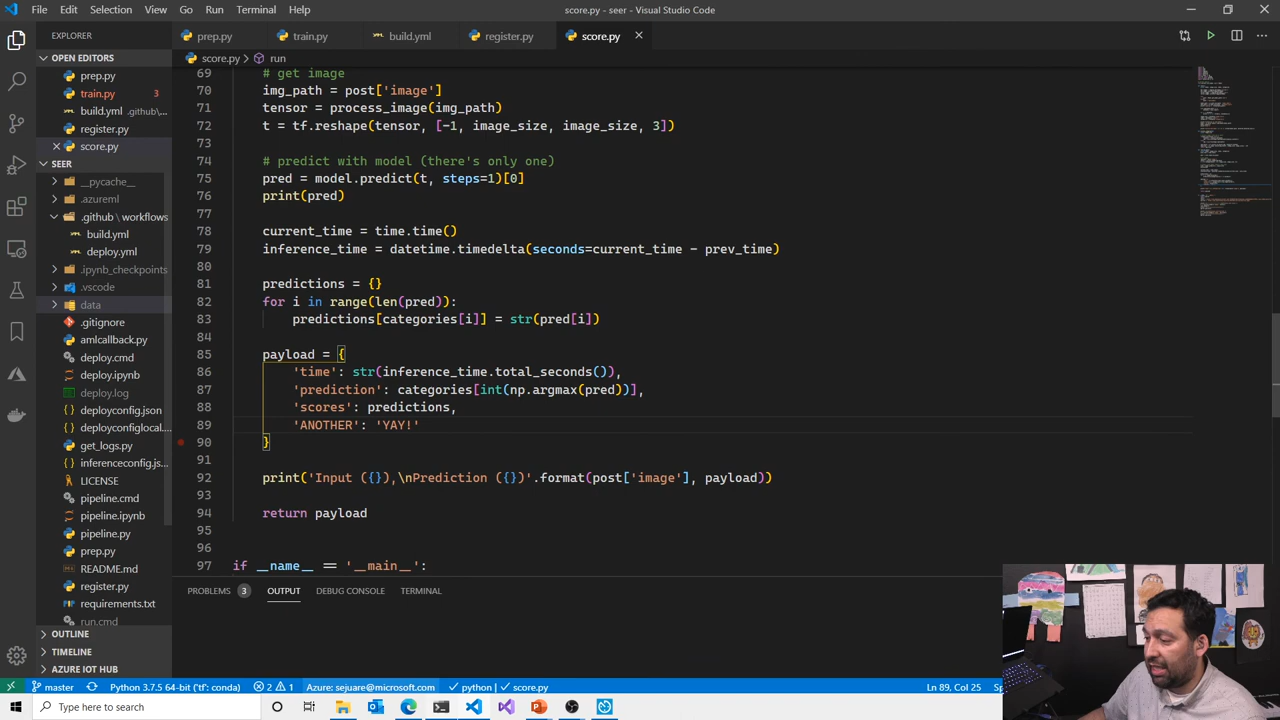 File Edit Selection View Go Run Terminal Help
score.py - seer - Visual Studio Code
EXPLORER
prep.py
train.py
build.yml
register.py
score.py
OPEN EDITORS
prep.py
train.py 3
build.yml .github\...
register.py
score.py
SEER
__pycache__
.azureml
.github \ workflows
build.yml
deploy.yml
.ipynb_checkpoints
.vscode
data
.gitignore
amlcallback.py
deploy.cmd
deploy.ipynb
deploy.log
deployconfig.json
deployconfiglocal....
get_logs.py
inferenceconfig.js...
LICENSE
pipeline.cmd
pipeline.ipynb
pipeline.py
prep.py
README.md
register.py
requirements.txt
run.cmd
OUTLINE
TIMELINE
AZURE IOT HUB
score.py > run
69 # get image
70 img_path = post['image']
71 tensor = process_image(img_path)
72 t = tf.reshape(tensor, [-1, image_size, image_size, 3])
73
74 # predict with model (there's only one)
75 pred = model.predict(t, steps=1)[0]
76 print(pred)
77
78 current_time = time.time()
79 inference_time = datetime.timedelta(seconds=current_time - prev_time)
80
81 predictions = {}
82 for i in range(len(pred)):
83 predictions[categories[i]] = str(pred[i])
84
85 payload = {
86 'time': str(inference_time.total_seconds()),
87 'prediction': categories[int(np.argmax(pred))],
88 'scores': predictions,
89 'ANOTHER': 'YAY!'
90 }
91
92 print('Input ({}),\nPrediction ({})'.format(post['image'], payload))
93
94 return payload
95
96
97 if __name__ == '__main__':
PROBLEMS 3 OUTPUT DEBUG CONSOLE TERMINAL
master Python 3.7.5 64-bit ('tf': conda) 2 1 Azure: sejuare@microsoft.com python | score.py Ln 89, Col 25
Type here to search